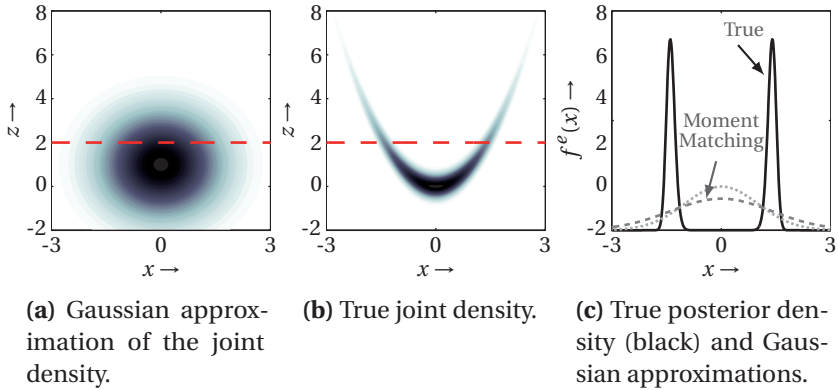 8
6
4
2
0
-2
z →
-3
0
3
x →
8
6
4
2
0
-2
z →
-3
0
3
x →
8
6
4
2
0
-2
f^e(x) →
True
Moment
Matching
-3
0
3
x →
(a) Gaussian approx-
imation of the joint
density.
(b) True joint density.
(c) True posterior den-
sity (black) and Gaus-
sian approximations.